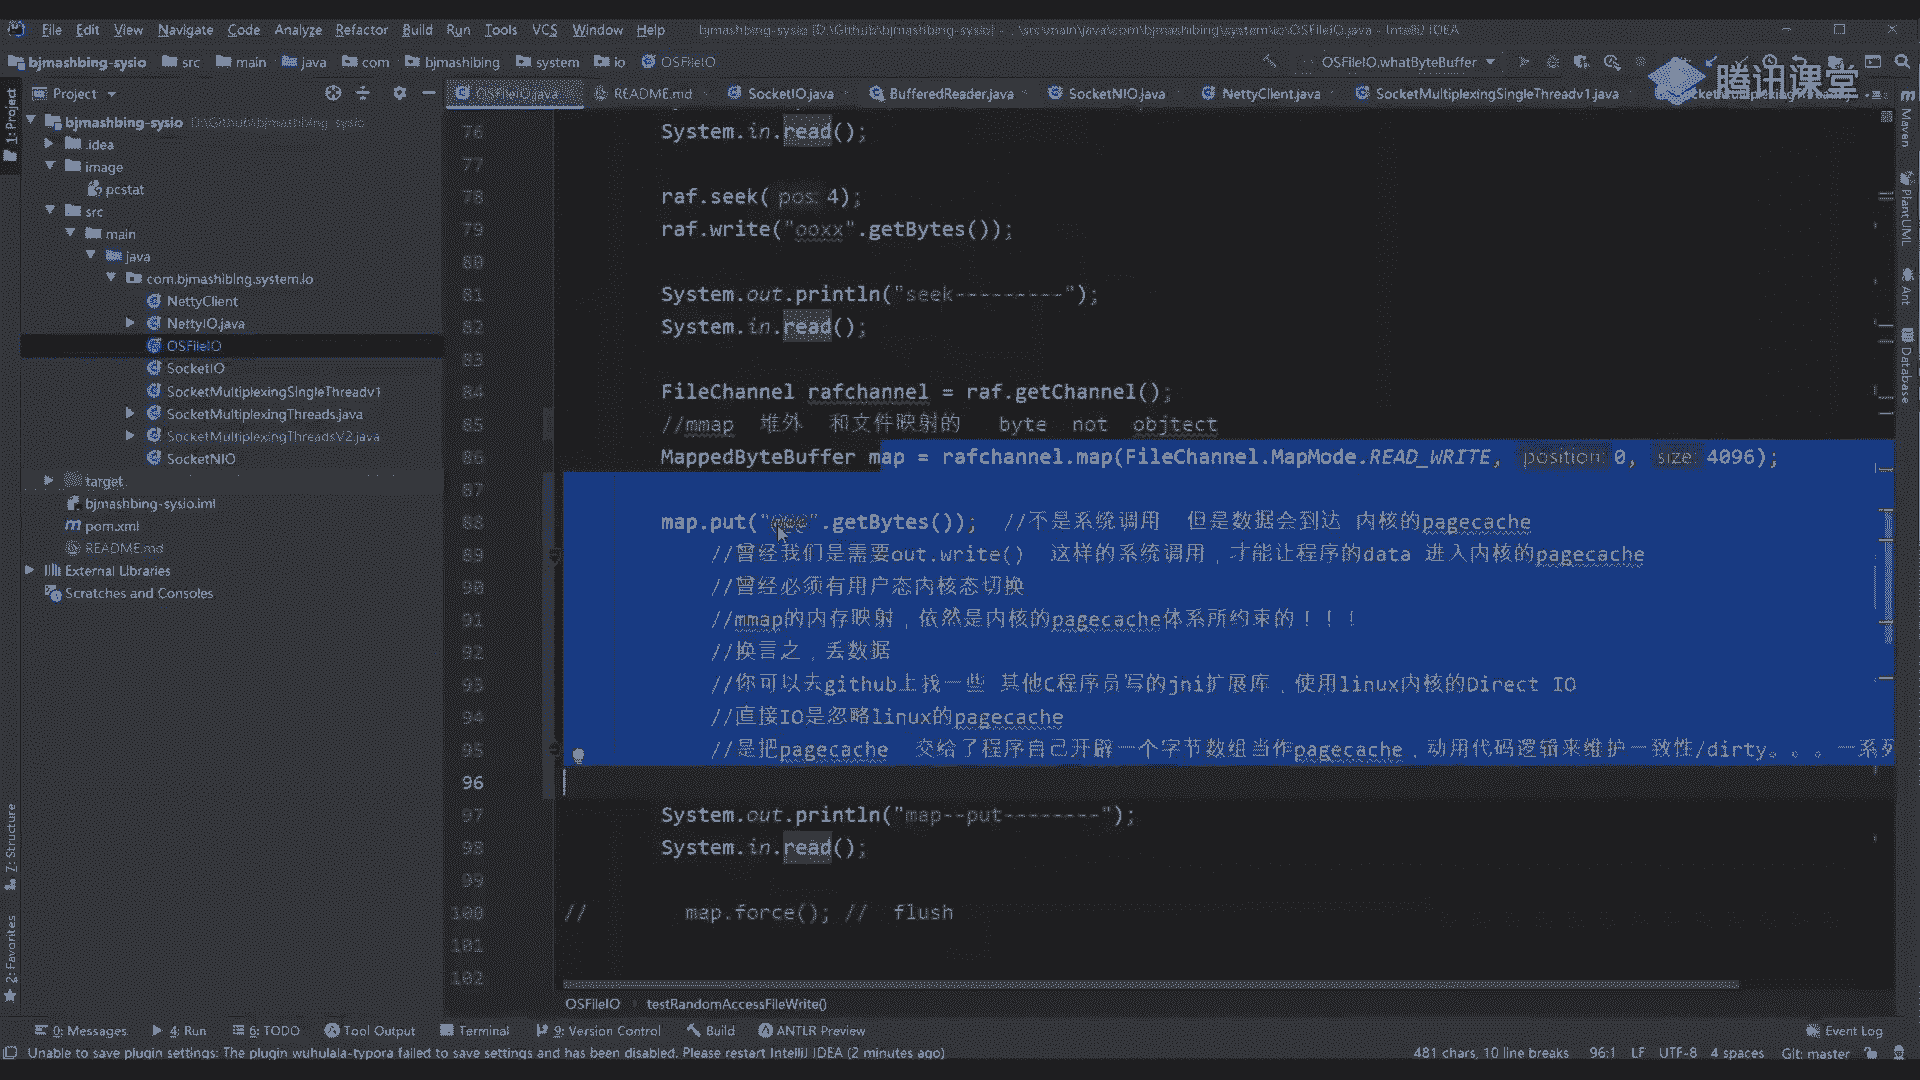 File Edit View Navigate Code Analyze Refactor Build Run Tools VCS Window Help bjmashbing-sysio [D:\Github\bjmashbing-sysio] - ...\src\main\java\com\bjmashibing\system\io\OSFileIO.java - IntelliJ IDEA
bjmashbing-sysio src main java com bjmashibing system io OSFileIO OSFileIO.whatByteBuffer
腾讯课堂
Project OSFileIO.java README.md SocketIO.java BufferedReader.java SocketNIO.java NettyClient.java SocketMultiplexingSingleThreadv1.java
1: Project
bjmashbing-sysio D:\Github\bjmashbing-sysio
.idea
image
pcstat
src
main
java
com.bjmashibing.system.io
NettyClient
NettyIO.java
OSFileIO
SocketIO
SocketMultiplexingSingleThreadv1
SocketMultiplexingThreads.java
SocketMultiplexingThreadsV2.java
SocketNIO
target
bjmashbing-sysio.iml
pom.xml
README.md
External Libraries
Scratches and Consoles
7: Structure
2: Favorites
76 System.in.read();
77
78 raf.seek( pos: 4);
79 raf.write("ooxx".getBytes());
80
81 System.out.println("seek---------");
82 System.in.read();
83
84 FileChannel rafchannel = raf.getChannel();
85 //mmap 堆外 和文件映射的 byte not objtect
86 MappedByteBuffer map = rafchannel.map(FileChannel.MapMode.READ_WRITE, position: 0, size: 4096);
87
88 map.put("@@@".getBytes()); //不是系统调用 但是数据会到达 内核的pagecache
89 //曾经我们是需要out.write() 这样的系统调用，才能让程序的data 进入内核的pagecache
90 //曾经必须有用户态内核态切换
91 //mmap的内存映射，依然是内核的pagecache体系所约束的！！！
92 //换言之，丢数据
93 //你可以去github上找一些 其他C程序员写的jni扩展库，使用linux内核的Direct IO
94 //直接IO是忽略linux的pagecache
95 //是把pagecache 交给了程序自己开辟一个字节数组当作pagecache，动用代码逻辑来维护一致性/dirty。。。一系列
96
97 System.out.println("map--put--------");
98 System.in.read();
99
100 // map.force(); // flush
101
102
Maven
PlantUML
Ant
Database
OSFileIO testRandomAccessFileWrite()
0: Messages 4: Run 6: TODO Tool Output Terminal 9: Version Control Build ANTLR Preview Event Log
Unable to save plugin settings: The plugin wuhulala-typora failed to save settings and has been disabled. Please restart IntelliJ IDEA (2 minutes ago) 481 chars, 10 line breaks 96:1 LF UTF-8 4 spaces Git: master